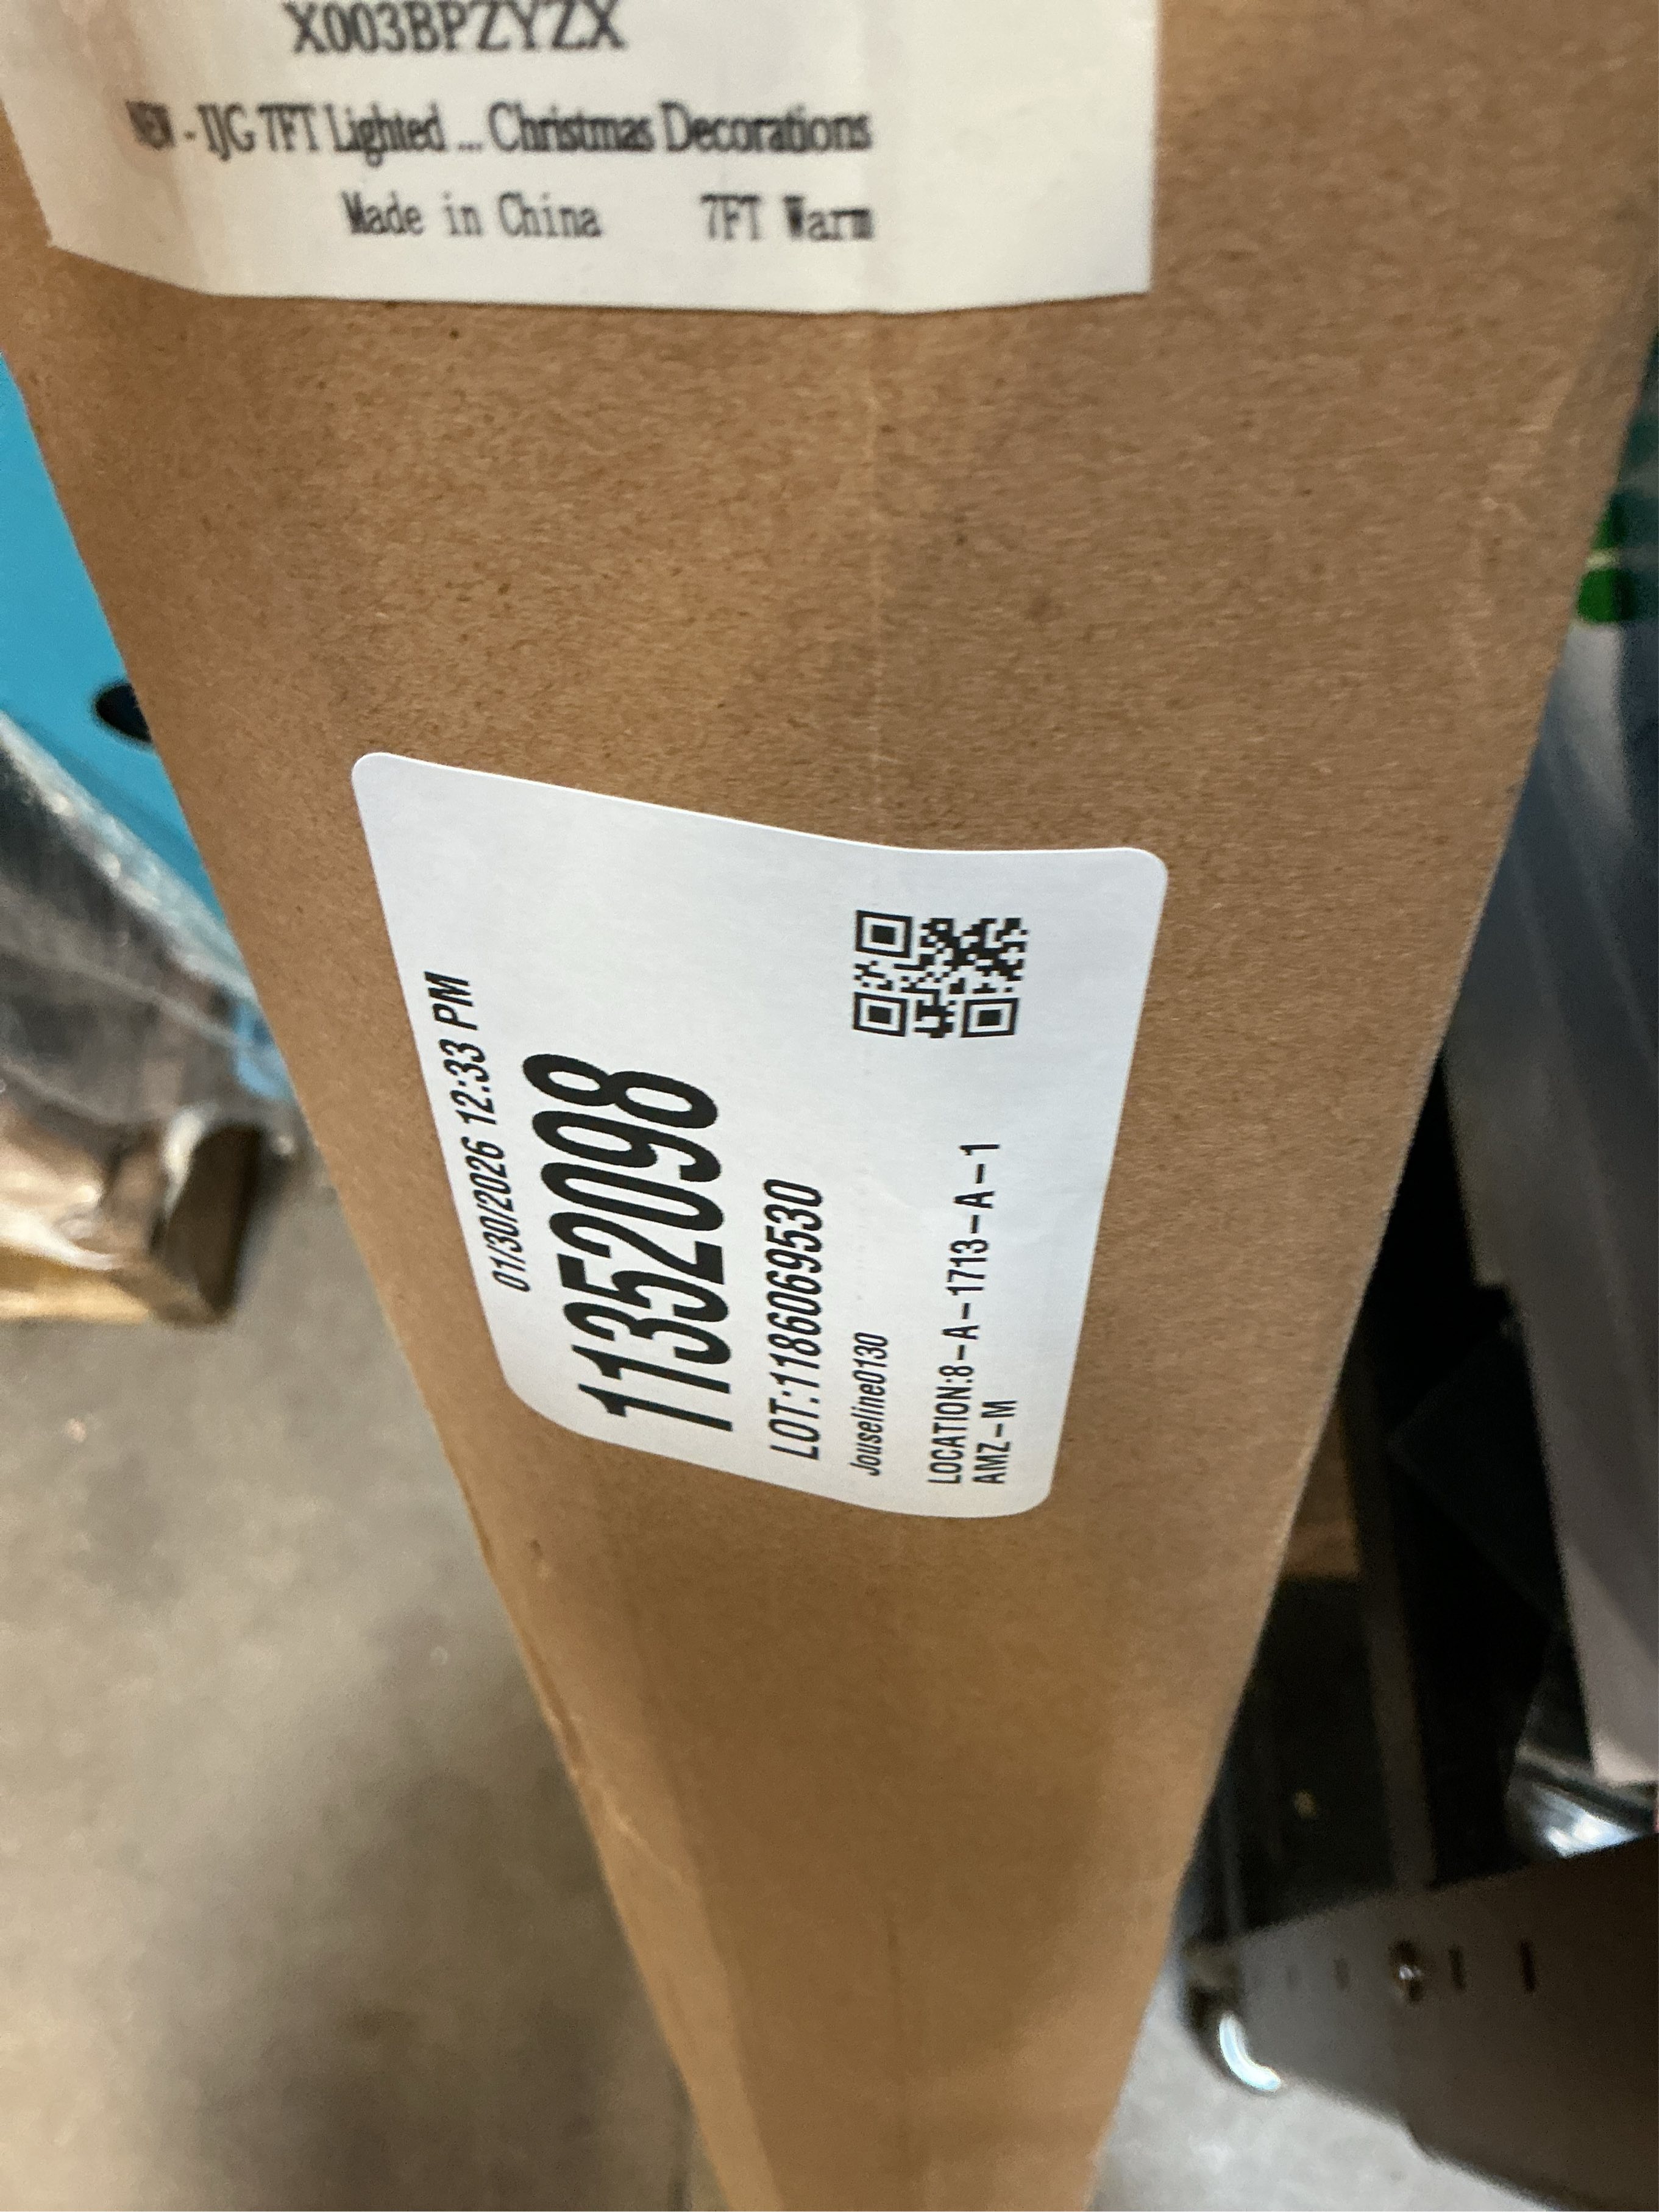 X003BPZYZX
NEW - IJG 7FT Lighted ... Christmas Decorations
Made in China 7FT Warm
01/30/2026 12:33 PM
11352098
LOT:1186069530
Jouseline0130
LOCATION:8-A-1713-A-1
AMZ-M